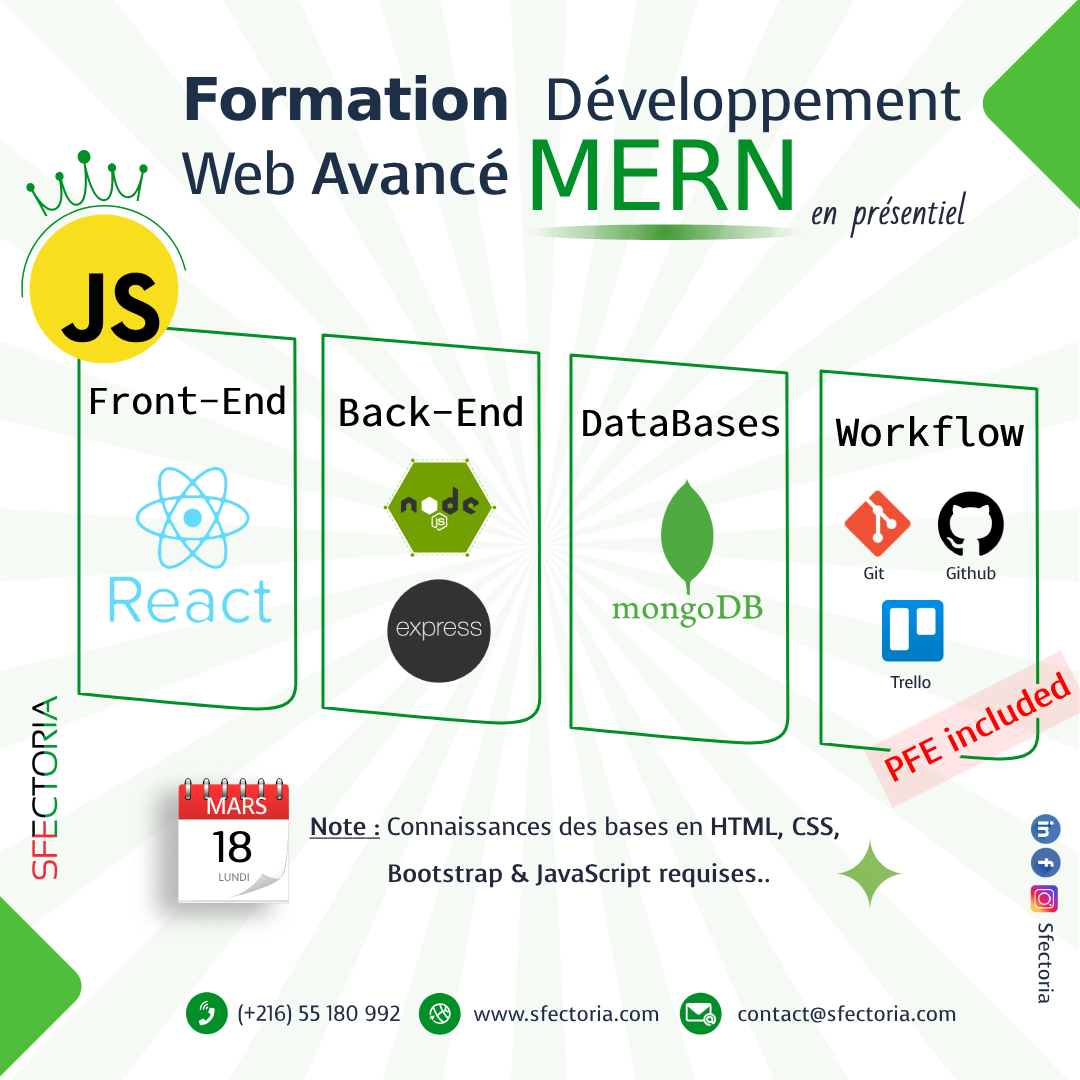 Formation Développement
Web Avancé MERN
en présentiel
JS
Front-End
React
Back-End
node
JS
express
DataBases
mongoDB
Workflow
Git
Github
Trello
PFE included
SFECTORIA
MARS
18
LUNDI
Note : Connaissances des bases en HTML, CSS,
Bootstrap & JavaScript requises..
in
f
Sfectoria
(+216) 55 180 992
www.sfectoria.com
contact@sfectoria.com